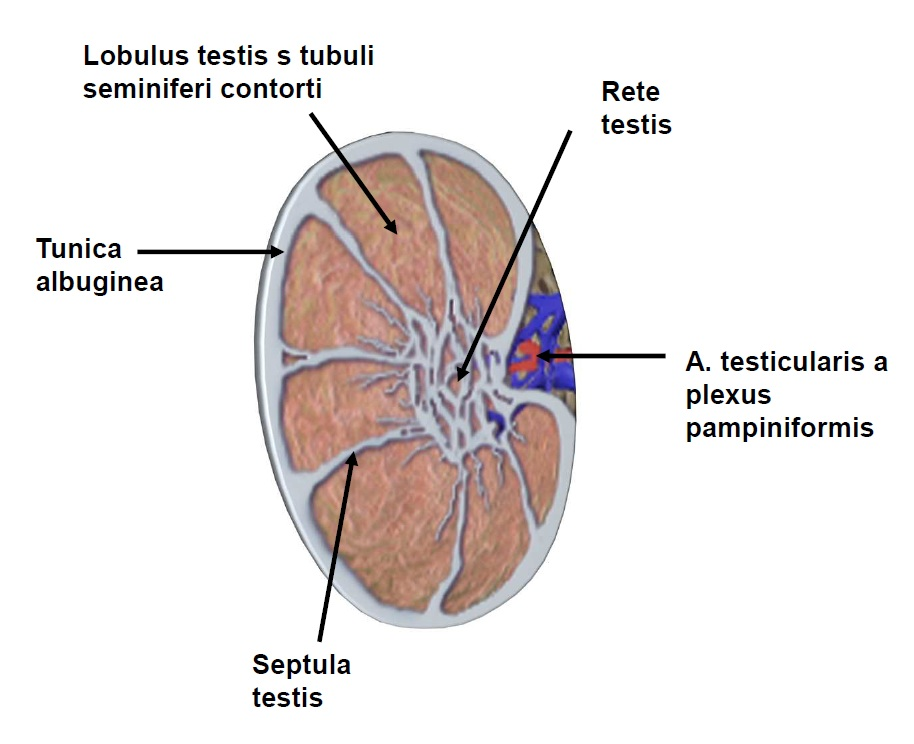 Lobulus testis s tubuli
seminiferi contorti
Rete
testis
Tunica
albuginea
A. testicularis a
plexus
pampiniformis
Septula
testis